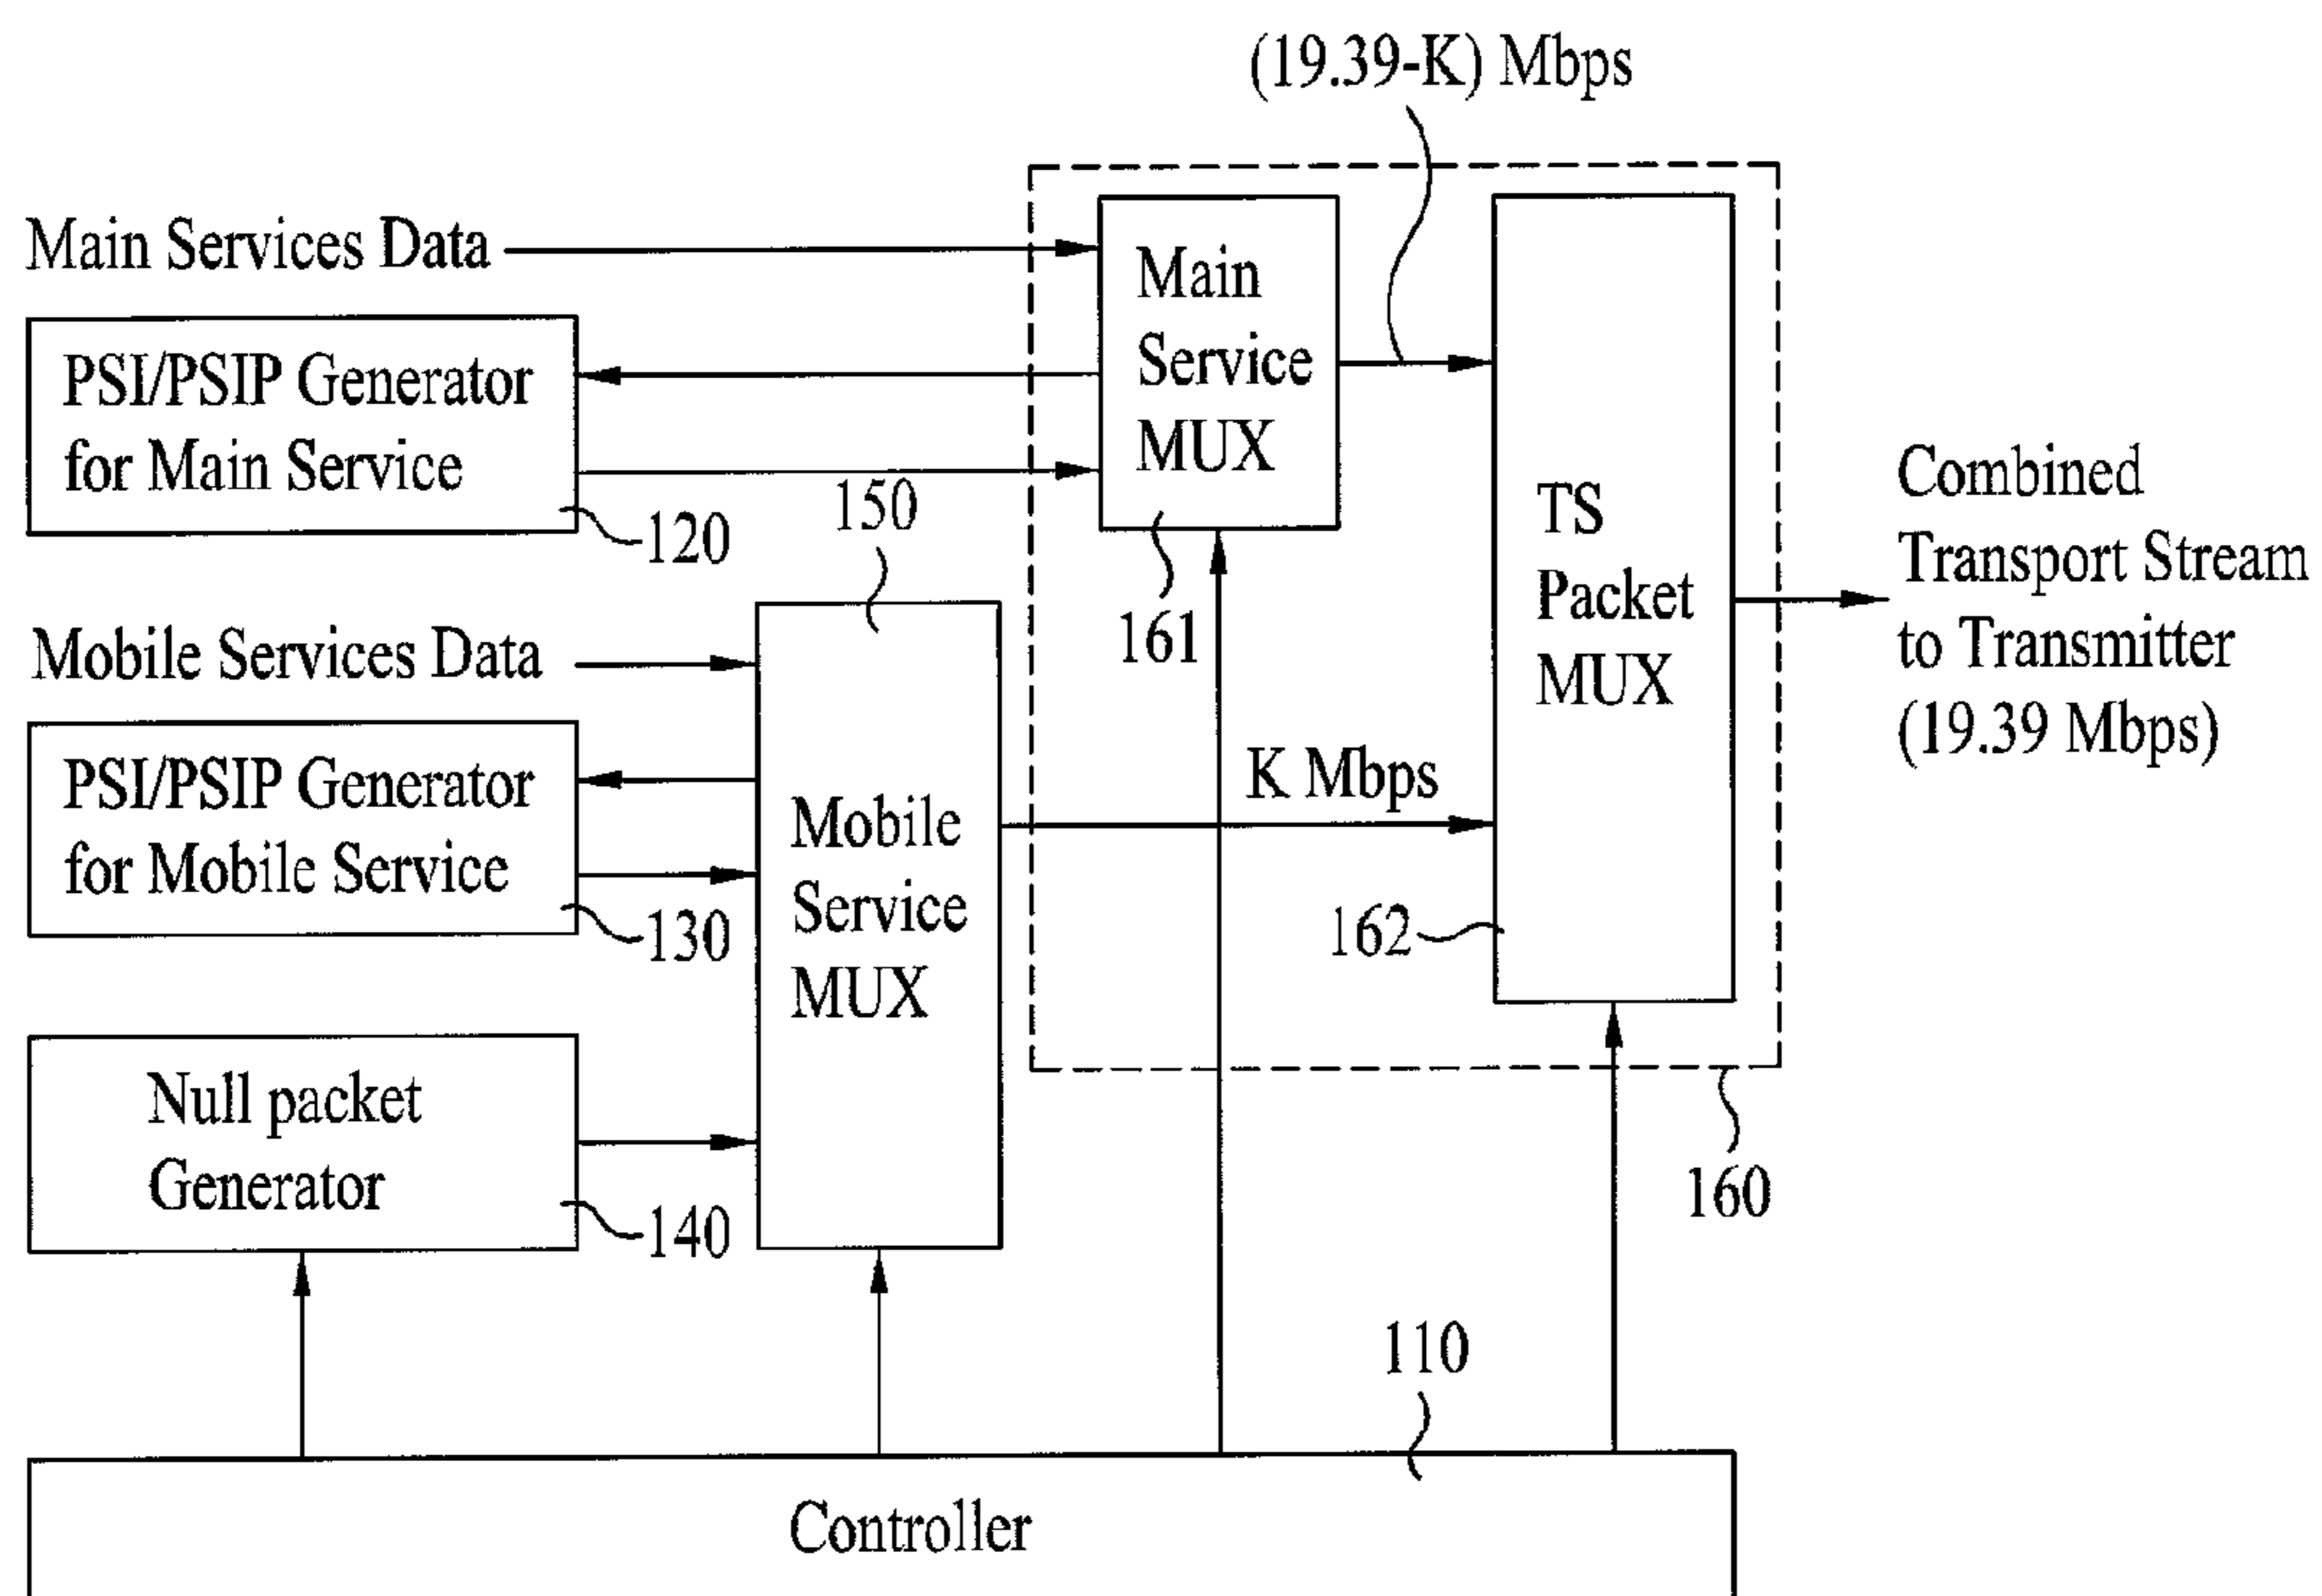 (19.39-K) Mbps
Main Services Data
PSI/PSIP Generator
for Main Service
120
Main
Service
MUX
161
150
Mobile Services Data
PSI/PSIP Generator
for Mobile Service
130
Null packet
Generator
140
Mobile
Service
MUX
K Mbps
TS
Packet
MUX
162
160
Combined
Transport Stream
to Transmitter
(19.39 Mbps)
110
Controller